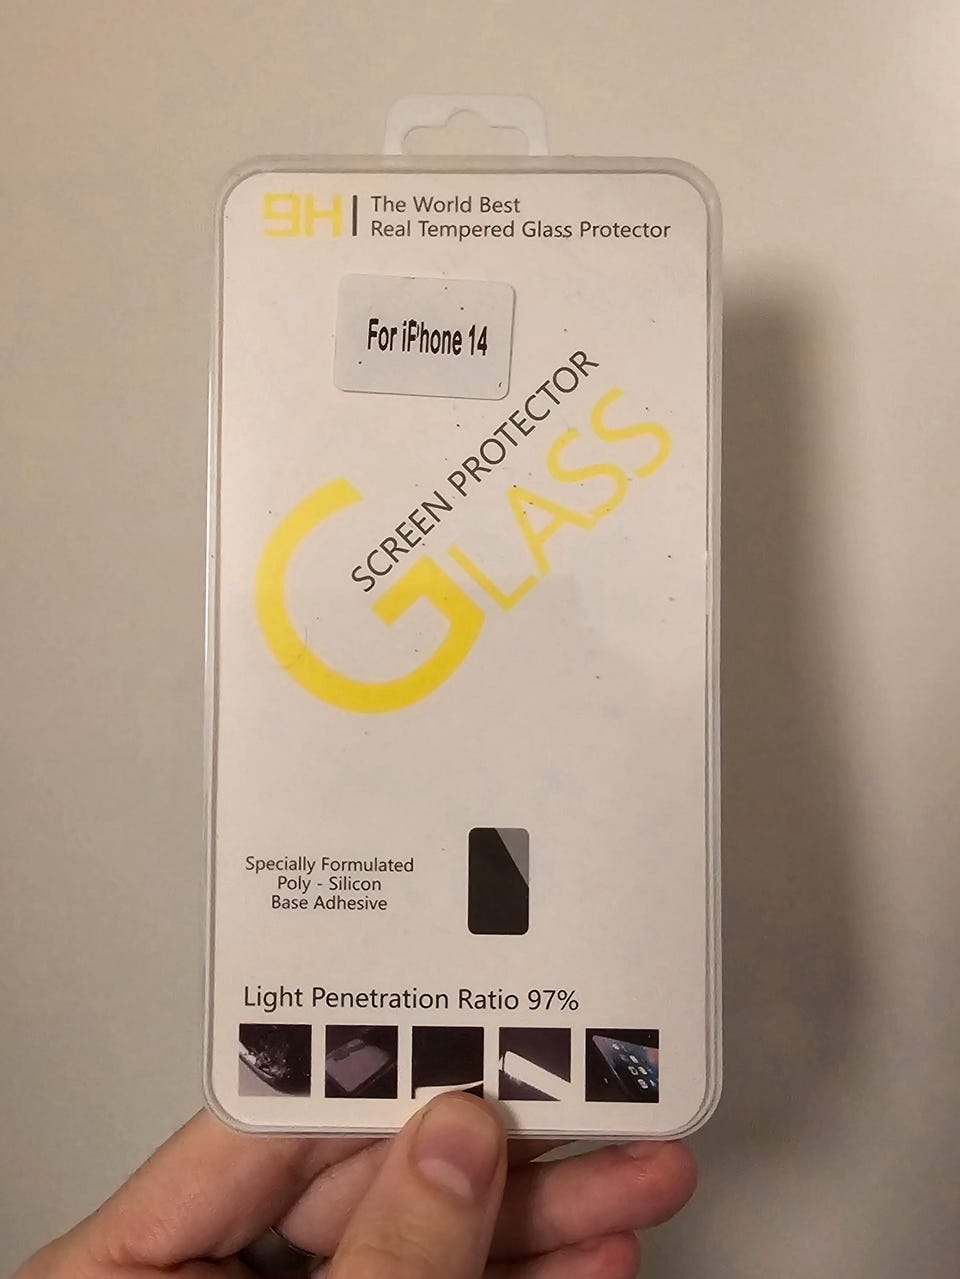 9H
The World Best
Real Tempered Glass Protector
For iPhone 14
SCREEN PROTECTOR
GLASS
Specially Formulated
Poly - Silicon
Base Adhesive
Light Penetration Ratio 97%